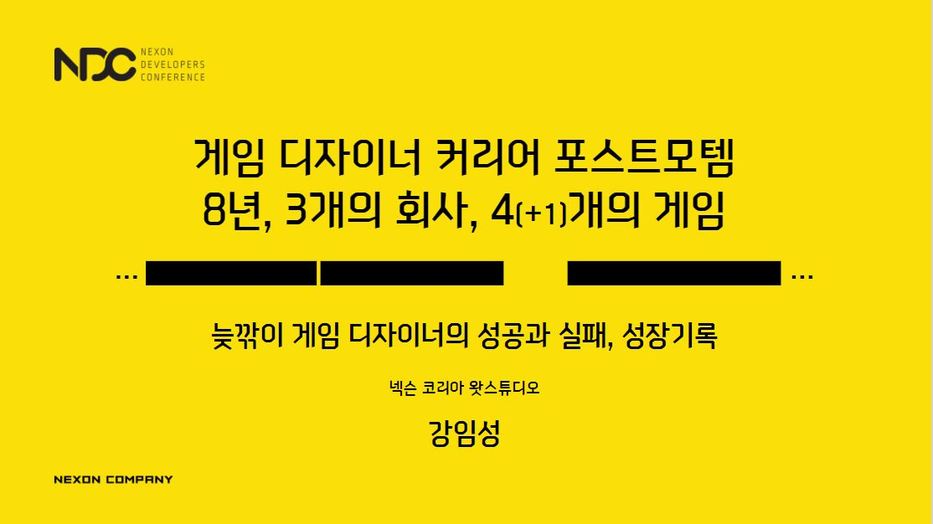 NDC NEXON
DEVELOPERS
CONFERENCE
게임 디자이너 커리어 포스트모템
8년, 3개의 회사, 4(+1)개의 게임
... ...
늦깎이 게임 디자이너의 성공과 실패, 성장기록
넥슨 코리아 왓스튜디오
강임성
NEXON COMPANY